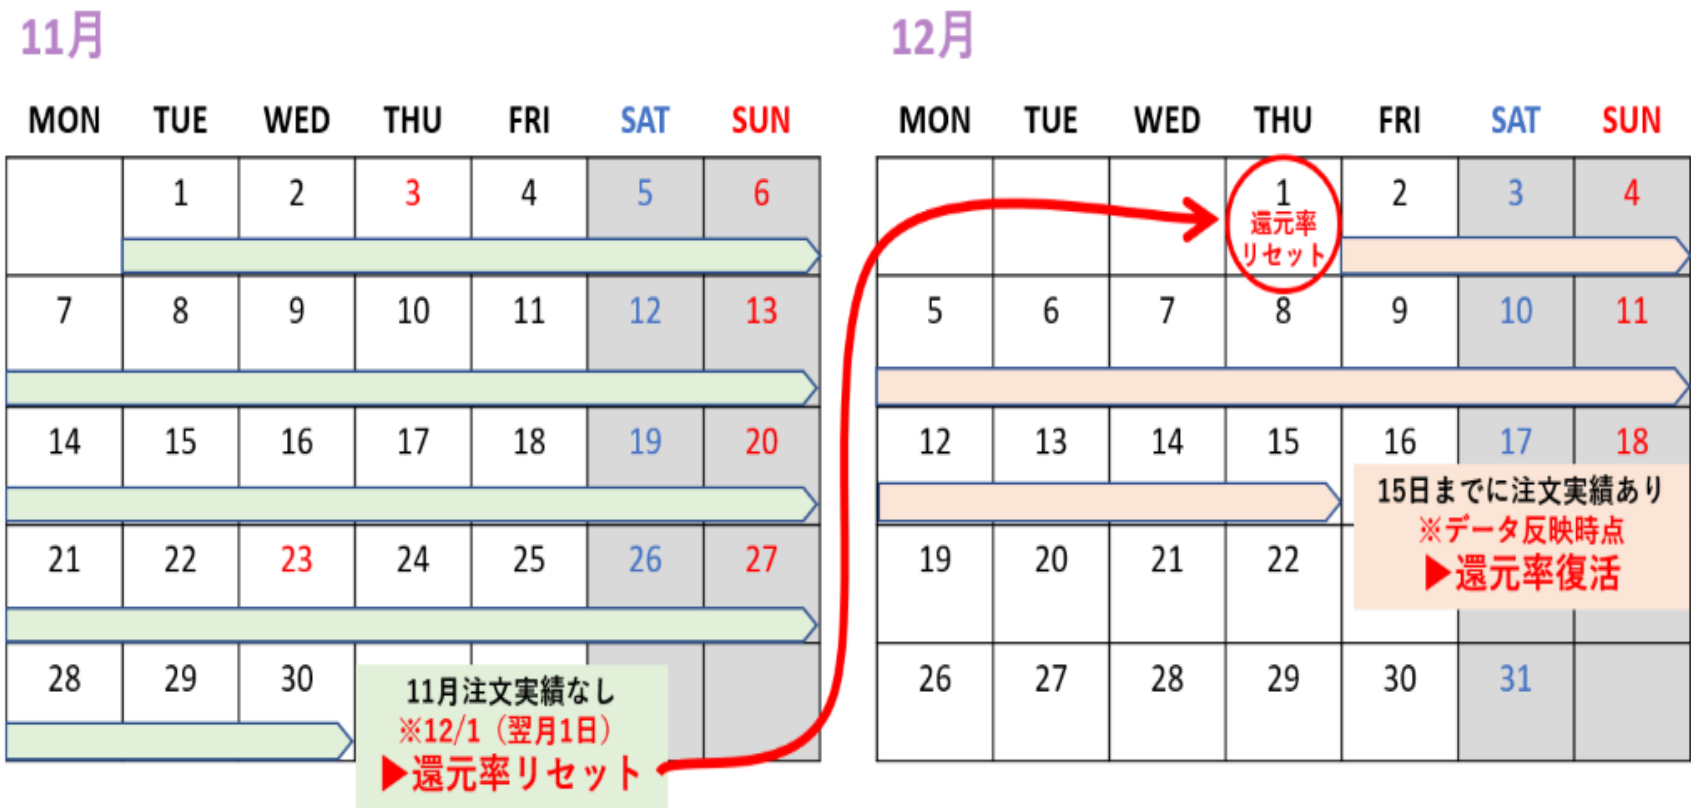 11月
MON TUE WED THU FRI SAT SUN
1 2 3 4 5 6
7 8 9 10 11 12 13
14 15 16 17 18 19 20
21 22 23 24 25 26 27
28 29 30
11月注文実績なし
※12/1（翌月1日）
▶還元率リセット
12月
MON TUE WED THU FRI SAT SUN
1 2 3 4
還元率
リセット
5 6 7 8 9 10 11
12 13 14 15 16 17 18
15日までに注文実績あり
※データ反映時点
▶還元率復活
19 20 21 22
26 27 28 29 30 31